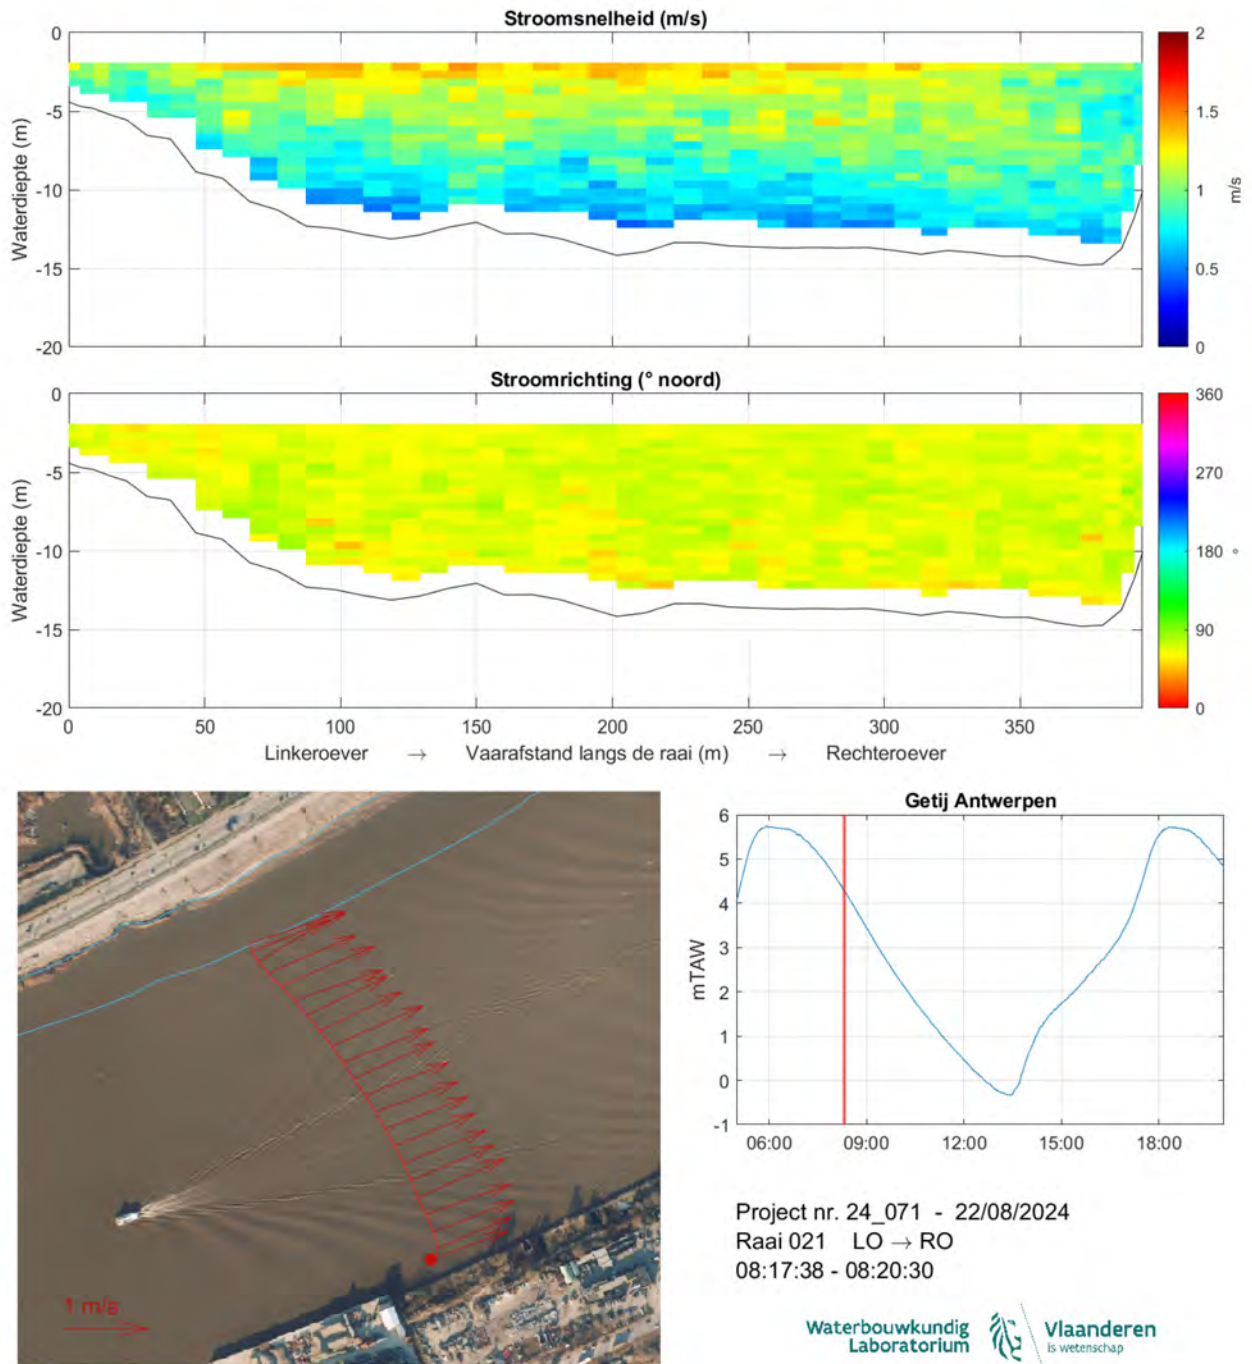 Stroomsnelheid (m/s)
0
-5
-10
-15
-20
Waterdiepte (m)
2
1.5
1
0.5
0
m/s
Stroomrichting (° noord)
0
-5
-10
-15
-20
Waterdiepte (m)
360
270
180
90
0
°
0 50 100 150 200 250 300 350
Linkeroever → Vaarafstand langs de raai (m) → Rechteroever
1 m/s
Getij Antwerpen
6
5
4
3
2
1
0
-1
mTAW
06:00 09:00 12:00 15:00 18:00
Project nr. 24_071 - 22/08/2024
Raai 021 LO → RO
08:17:38 - 08:20:30
Waterbouwkundig
Laboratorium
Vlaanderen
is wetenschap